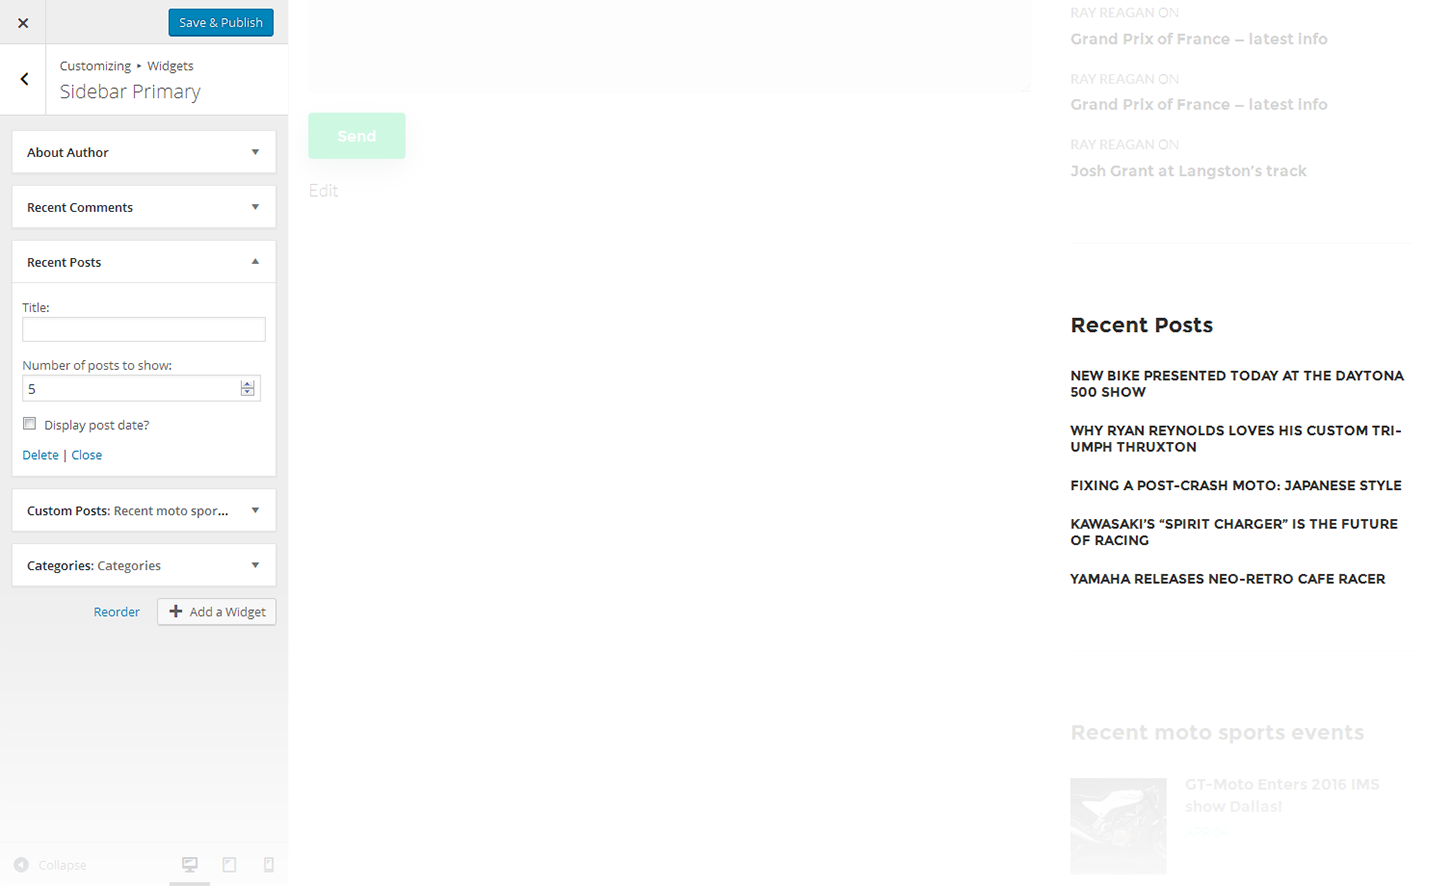 Save & Publish
Customizing ▸ Widgets
Sidebar Primary
About Author
Recent Comments
Recent Posts
Title:
Number of posts to show:
5
Display post date?
Delete | Close
Custom Posts: Recent moto spor...
Categories: Categories
Reorder
Add a Widget
Collapse
Send
Edit
RAY REAGAN ON
Grand Prix of France – latest info
RAY REAGAN ON
Grand Prix of France – latest info
RAY REAGAN ON
Josh Grant at Langston’s track
Recent Posts
NEW BIKE PRESENTED TODAY AT THE DAYTONA
500 SHOW
WHY RYAN REYNOLDS LOVES HIS CUSTOM TRI-
UMPH THRUXTON
FIXING A POST-CRASH MOTO: JAPANESE STYLE
KAWASAKI’S “SPIRIT CHARGER” IS THE FUTURE
OF RACING
YAMAHA RELEASES NEO-RETRO CAFE RACER
Recent moto sports events
GT-Moto Enters 2016 IMS
show Dallas!